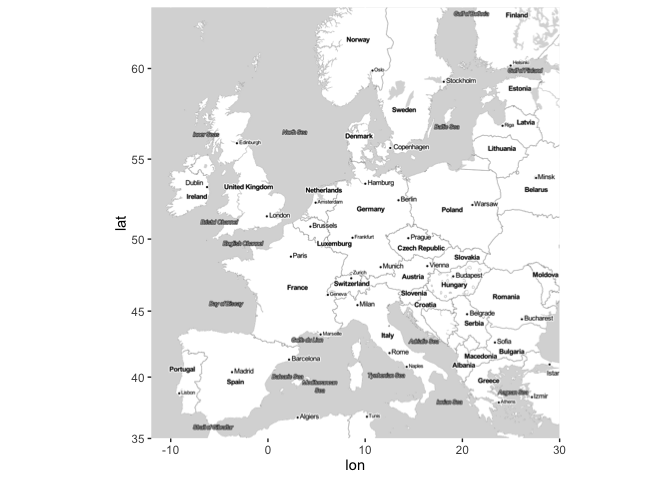 Gulf of Bothnia
Finland
Norway
60
Helsinki
Oslo
Gulf of Finland
Stockholm
Estonia
Sweden
Baltic Sea
Riga
Latvia
North Sea
Inner Seas
Denmark
Edinburgh
55
Copenhagen
Lithuania
Minsk
Dublin
Hamburg
United Kingdom
Netherlands
Belarus
Ireland
Amsterdam
Berlin
Warsaw
Germany
Poland
London
Bristol Channel
lat
Brussels
50
English Channel
Luxemburg
Frankfurt
Prague
Czech Republic
Paris
Slovakia
Munich
Vienna
Zurich
Budapest
Moldova
Austria
Switzerland
Hungary
France
Geneva
Slovenia
Romania
Bay of Biscay
Milan
Croatia
45
Belgrade
Bucharest
Serbia
Marseille
Italy
Golfe du Lion
Adriatic Sea
Sofia
Rome
Bulgaria
Barcelona
Macedonia
Portugal
Madrid
Naples
Albania
Istan
40
Balearic Sea
Tyrrhenian Sea
Spain
Mediterranean
Sea
Greece
Lisbon
Aegean Sea
Izmir
Ionian Sea
Athens
Algiers
Tunis
Strait of Gibraltar
35
-10
0
10
20
30
lon